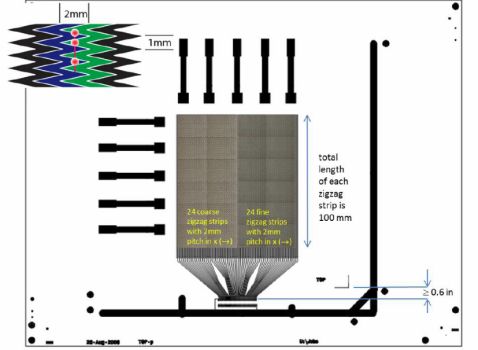 2mm
1mm
total
length
of each
zigzag
strip is
100 mm
24 coarse
zigzag strips
with 2mm
pitch in x (→)
24 fine
zigzag strips
with 2mm
pitch in x (→)
TOP
≥ 0.6 in
TOP-p